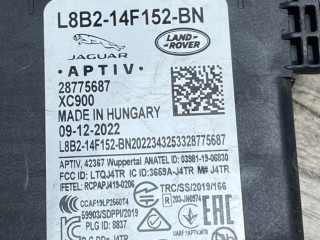 L8B2-14F152-BN
JAGUAR
LAND-ROVER
• APTIV •
28775687
XC900
MADE IN HUNGARY
09-12-2022
L8B2-14F152-BN2022343253328775687
APTIV, 42367 Wuppertal ANATEL ID: 03981-19-06830
FCC ID: LTQJ4TR IC ID:3659A-J4TR M# J4TR
IFETEL: RCPAPJ419-0206
TRC/SS/2019/166
CCAF19LP2560T4
59903/SDPPI/2019
PLG ID: 8837
EAC